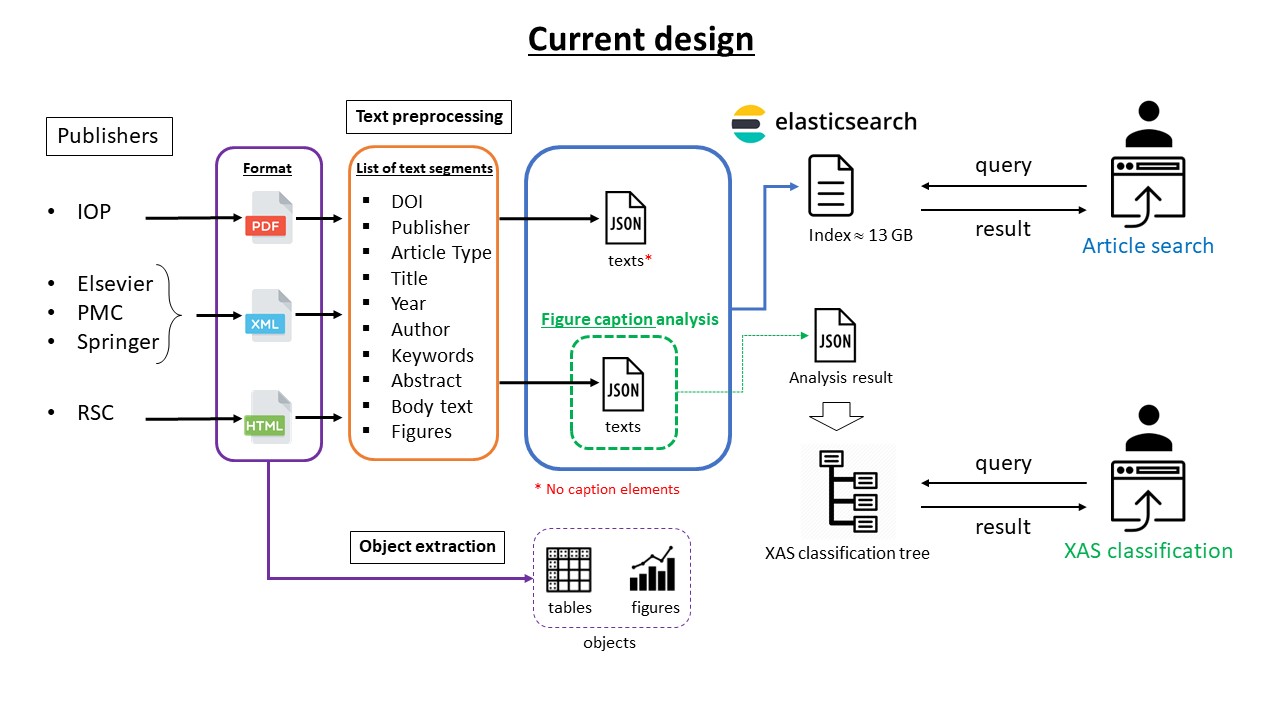 Current design
Publishers
• IOP
• Elsevier
• PMC
• Springer
• RSC
Format
PDF
XML
HTML
Text preprocessing
List of text segments
▪ DOI
▪ Publisher
▪ Article Type
▪ Title
▪ Year
▪ Author
▪ Keywords
▪ Abstract
▪ Body text
▪ Figures
JSON
texts*
Figure caption analysis
JSON
texts
* No caption elements
Object extraction
tables
figures
objects
elasticsearch
Index ≈ 13 GB
query
result
Article search
JSON
Analysis result
XAS classification tree
query
result
XAS classification